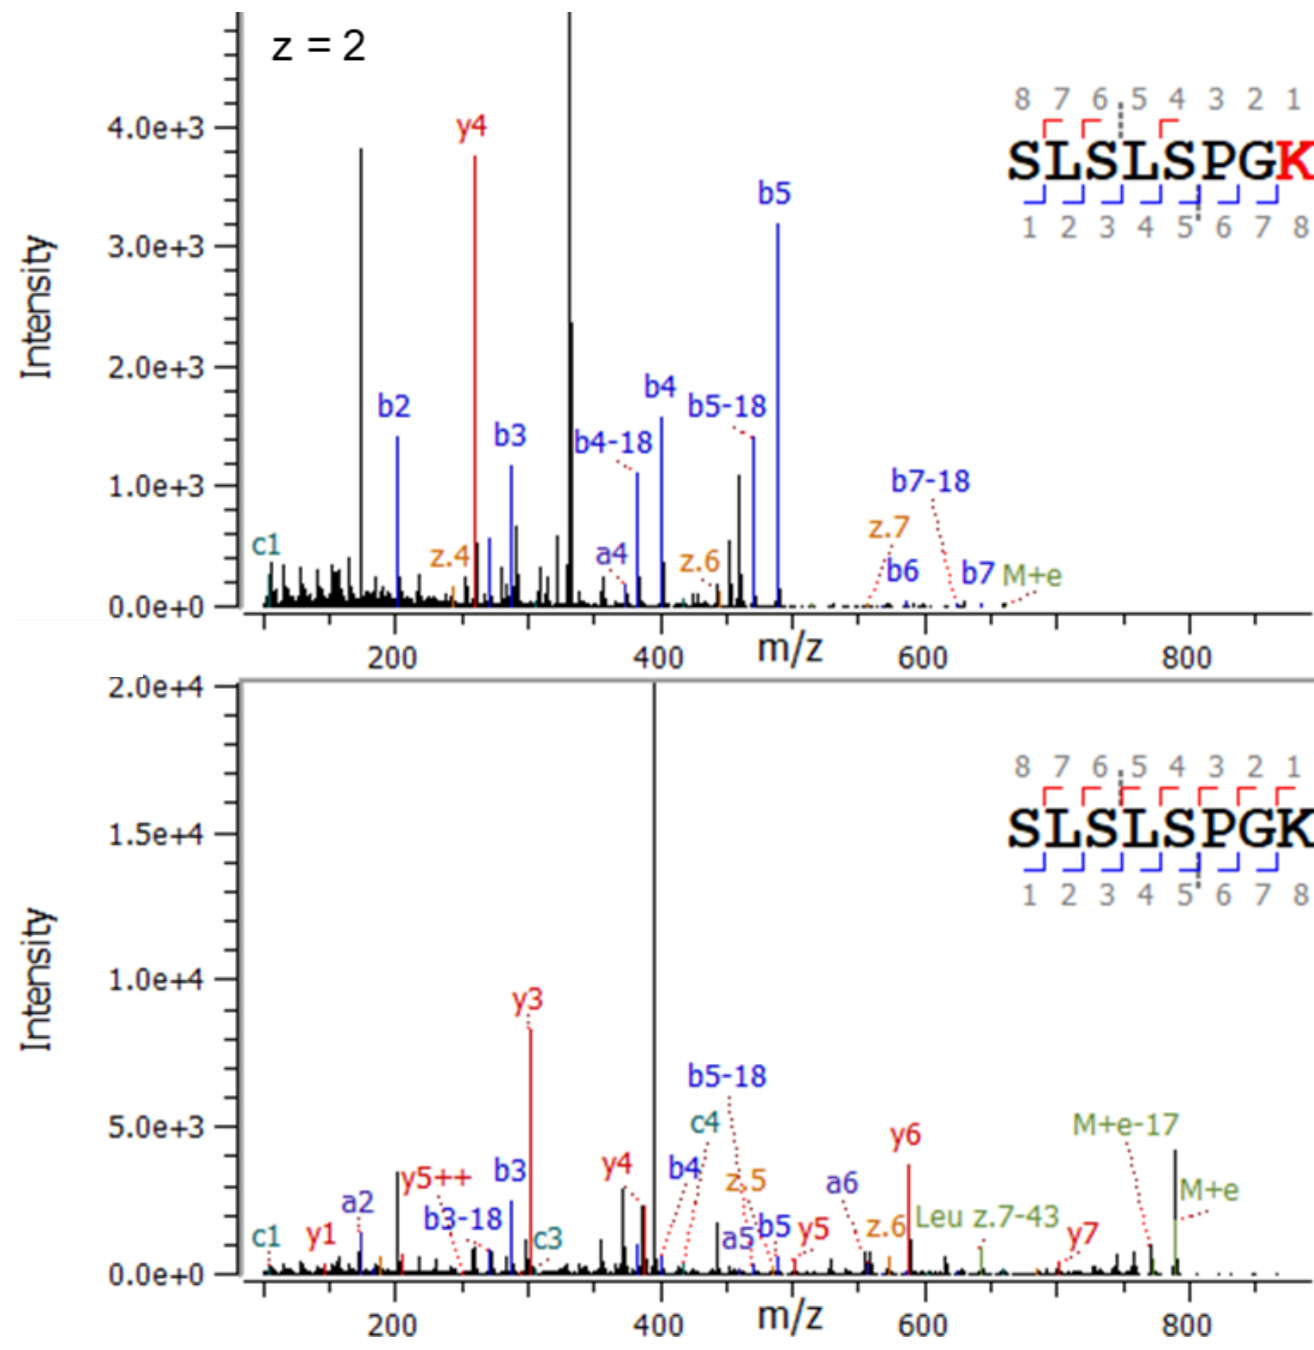 z = 2
8 7 6 5 4 3 2 1
SLSLSPGK
1 2 3 4 5 6 7 8
Intensity
4.0e+3
3.0e+3
2.0e+3
1.0e+3
0.0e+0
c1
b2
y4
z.4
b3
b4-18
a4
b4
b5-18
z.6
b5
z.7
b6
b7-18
b7
M+e
200
400
m/z
600
800
8 7 6 5 4 3 2 1
SLSLSPGK
1 2 3 4 5 6 7 8
Intensity
2.0e+4
1.5e+4
1.0e+4
5.0e+3
0.0e+0
c1
y1
a2
y5++
b3-18
b3
y3
c3
y4
b4
c4
b5-18
z.5
a5
b5
y5
a6
z.6
y6
Leu z.7-43
y7
M+e-17
M+e
200
400
m/z
600
800